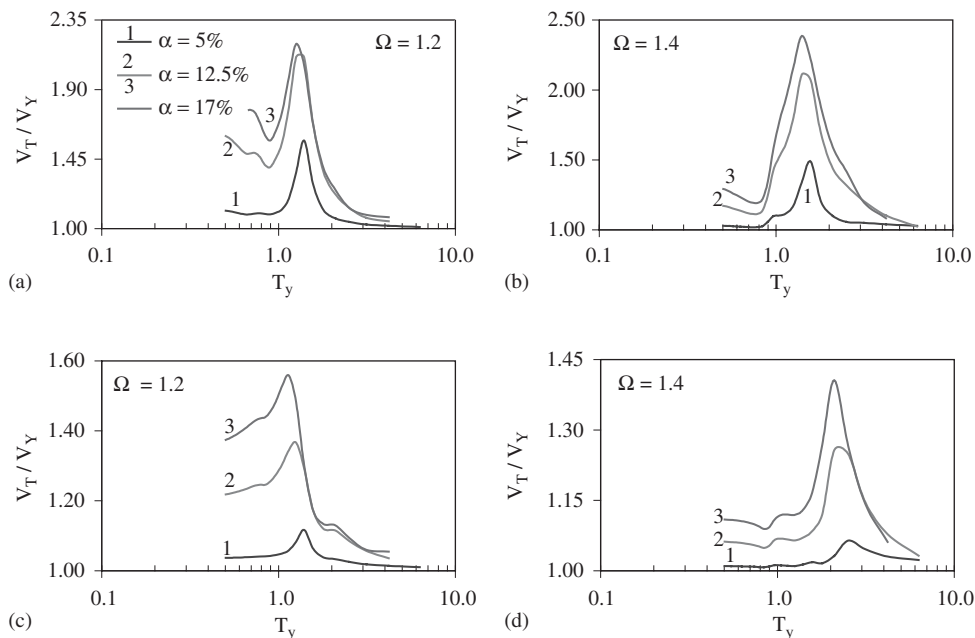 2.35
1.90
1.45
1.00
V_T / V_Y
1 α = 5%
2 α = 12.5%
3 α = 17%
Ω = 1.2
3
2
1
0.1 1.0 10.0
T_y
(a)
2.50
2.00
1.50
1.00
V_T / V_Y
Ω = 1.4
3
2
1
0.1 1.0 10.0
T_y
(b)
1.60
1.40
1.20
1.00
V_T / V_Y
Ω = 1.2
3
2
1
0.1 1.0 10.0
T_y
(c)
1.45
1.30
1.15
1.00
V_T / V_Y
Ω = 1.4
3
2
1
0.1 1.0 10.0
T_y
(d)